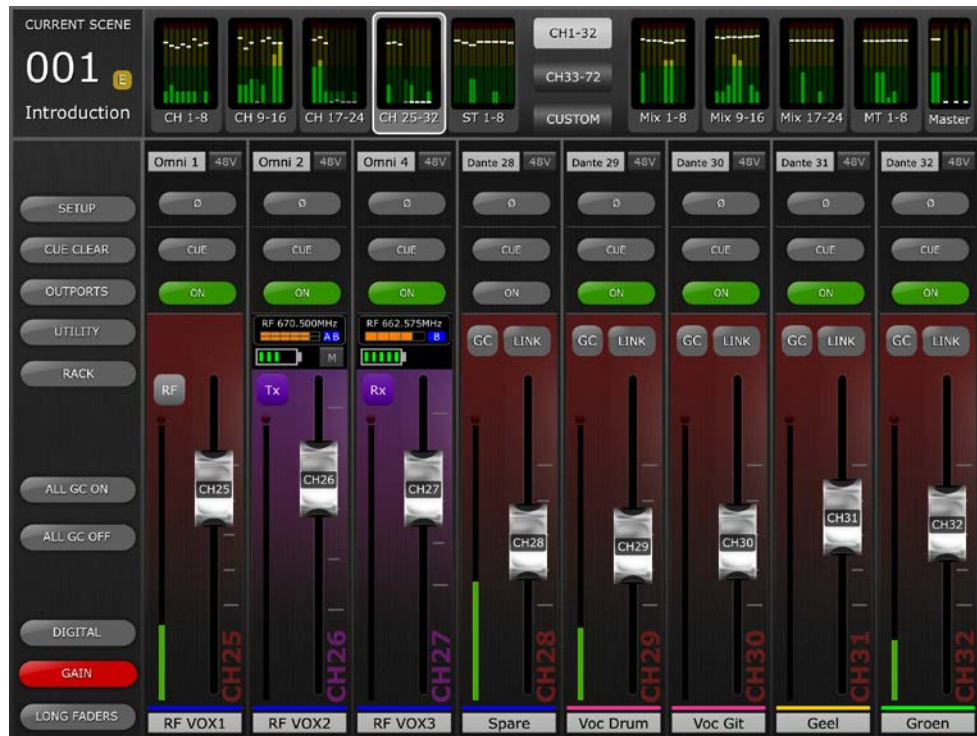 CURRENT SCENE
001 E
Introduction
CH 1-8 CH 9-16 CH 17-24 CH 25-32 ST 1-8
CH1-32
CH33-72
CUSTOM
Mix 1-8 Mix 9-16 Mix 17-24 MT 1-8 Master
Omni 1 48V Omni 2 48V Omni 4 48V Dante 28 48V Dante 29 48V Dante 30 48V Dante 31 48V Dante 32 48V
SETUP Ø Ø Ø Ø Ø Ø Ø Ø
CUE CLEAR CUE CUE CUE CUE CUE CUE CUE CUE
OUTPORTS ON ON ON ON ON ON ON ON
UTILITY
RF 670.500MHz RF 662.575MHz
AB B
GC LINK GC LINK GC LINK GC LINK GC LINK
M
RACK
RF Tx Rx
ALL GC ON
CH25 CH26 CH27 CH28 CH29 CH30 CH31 CH32
ALL GC OFF
DIGITAL
GAIN
CH25 CH26 CH27 CH28 CH29 CH30 CH31 CH32
LONG FADERS
RF VOX1 RF VOX2 RF VOX3 Spare Voc Drum Voc Git Geel Groen